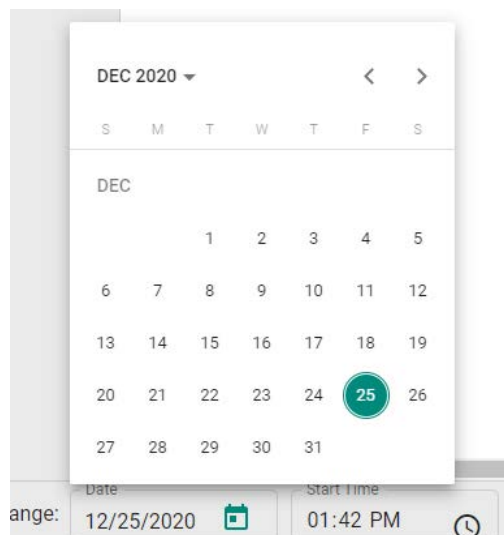 DEC 2020
S M T W T F S
DEC
1 2 3 4 5
6 7 8 9 10 11 12
13 14 15 16 17 18 19
20 21 22 23 24 25 26
27 28 29 30 31
Date Start Time
ange: 12/25/2020 01:42 PM